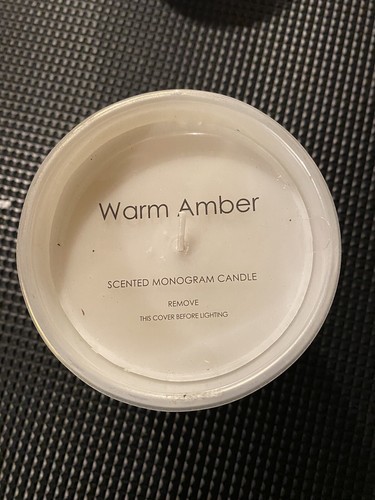 Warm Amber
SCENTED MONOGRAM CANDLE
REMOVE
THIS COVER BEFORE LIGHTING